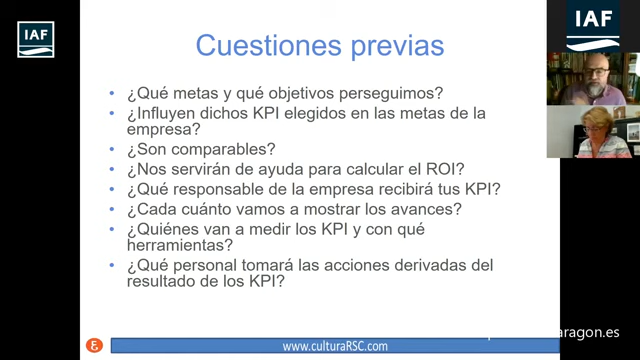 IAF
IAF
Cuestiones previas
• ¿Qué metas y qué objetivos perseguimos?
• ¿Influyen dichos KPI elegidos en las metas de la
empresa?
• ¿Son comparables?
• ¿Nos servirán de ayuda para calcular el ROI?
• ¿Qué responsable de la empresa recibirá tus KPI?
• ¿Cada cuánto vamos a mostrar los avances?
• ¿Quiénes van a medir los KPI y con qué
herramientas?
• ¿Qué personal tomará las acciones derivadas del
resultado de los KPI?
www.culturaRSC.com
aragon.es